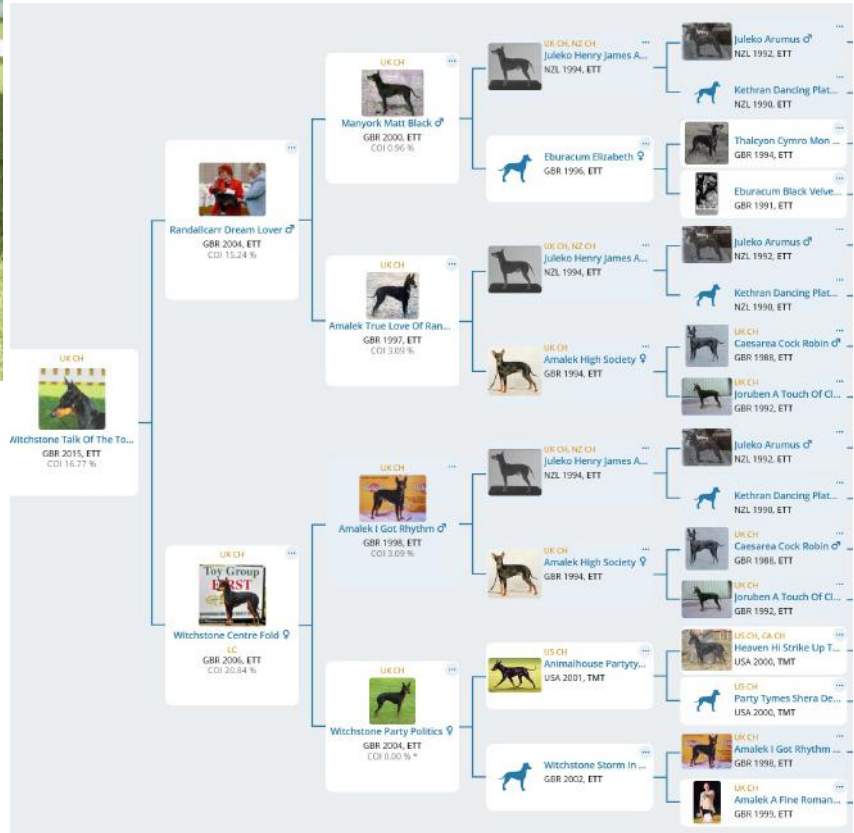 UK CH
Witchstone Talk Of The To...
GBR 2015, ETT
COI 16.77 %
Randallcarr Dream Lover ♂
GBR 2004, ETT
COI 15.24 %
UK CH
Toy Group
FIRST
Witchstone Centre Fold ♀
LC
GBR 2006, ETT
COI 20.84 %
UK CH
Manyork Matt Black ♂
GBR 2000, ETT
COI 0.96 %
UK CH
Amalek True Love Of Ran...
GBR 1997, ETT
COI 3.09 %
UK CH
Amalek I Got Rhythm ♂
GBR 1998, ETT
COI 3.09 %
UK CH
Witchstone Party Politics ♀
GBR 2004, ETT
COI 0.00 % *
UK CH, NZ CH
Juleko Henry James A...
NZL 1994, ETT
Eburacum Elizabeth ♀
GBR 1996, ETT
UK CH, NZ CH
Juleko Henry James A...
NZL 1994, ETT
UK CH
Amalek High Society ♀
GBR 1994, ETT
UK CH, NZ CH
Juleko Henry James A...
NZL 1994, ETT
UK CH
Amalek High Society ♀
GBR 1994, ETT
US CH
Animalhouse Partyty...
USA 2001, TMT
Witchstone Storm In ...
GBR 2002, ETT
Juleko Arumus ♂
NZL 1992, ETT
Kethran Dancing Plat...
NZL 1990, ETT
Thalcyon Cymro Mon ...
GBR 1994, ETT
Eburacum Black Velve...
GBR 1991, ETT
Juleko Arumus ♂
NZL 1992, ETT
Kethran Dancing Plat...
NZL 1990, ETT
UK CH
Caesarea Cock Robin ♂
GBR 1988, ETT
UK CH
Joruben A Touch Of Cl...
GBR 1992, ETT
Juleko Arumus ♂
NZL 1992, ETT
Kethran Dancing Plat...
NZL 1990, ETT
UK CH
Caesarea Cock Robin ♂
GBR 1988, ETT
UK CH
Joruben A Touch Of Cl...
GBR 1992, ETT
US CH, CA CH
Heaven Hi Strike Up T...
USA 2000, TMT
US CH
Party Tymes Shera De...
USA 2000, TMT
UK CH
Amalek I Got Rhythm ...
GBR 1998, ETT
UK CH
Amalek A Fine Roman...
GBR 1999, ETT